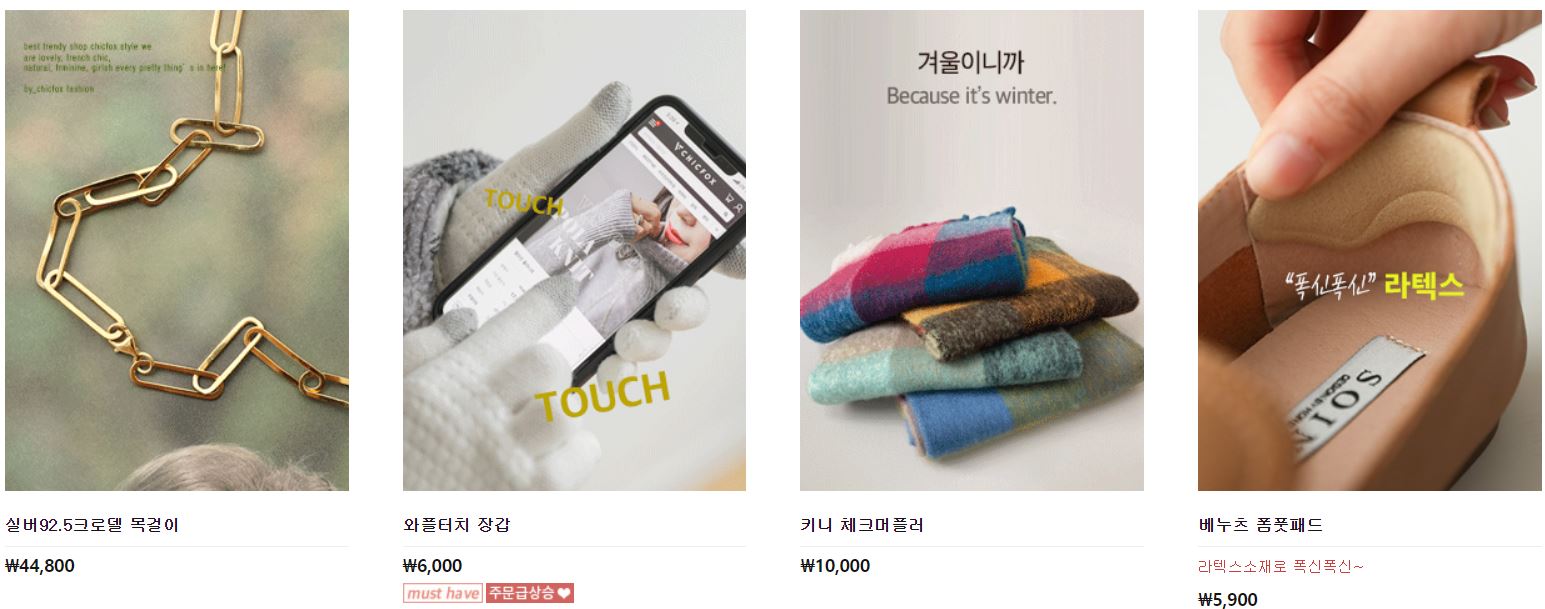 best trendy shop chicfox style we
are lovely, french chic,
natural, frminine, girlish every pretty thing's is here!
by_chicfox fashion
TOUCH
CHICFOX
KNIT
TOUCH
겨울이니까
Because it's winter.
“폭신폭신” 라텍스
SOIN
실버92.5크로델 목걸이
₩44,800
와플터치 장갑
₩6,000
must have 주문급상승
키니 체크머플러
₩10,000
베누츠 폼풋패드
라텍스소재로 폭신폭신~
₩5,900